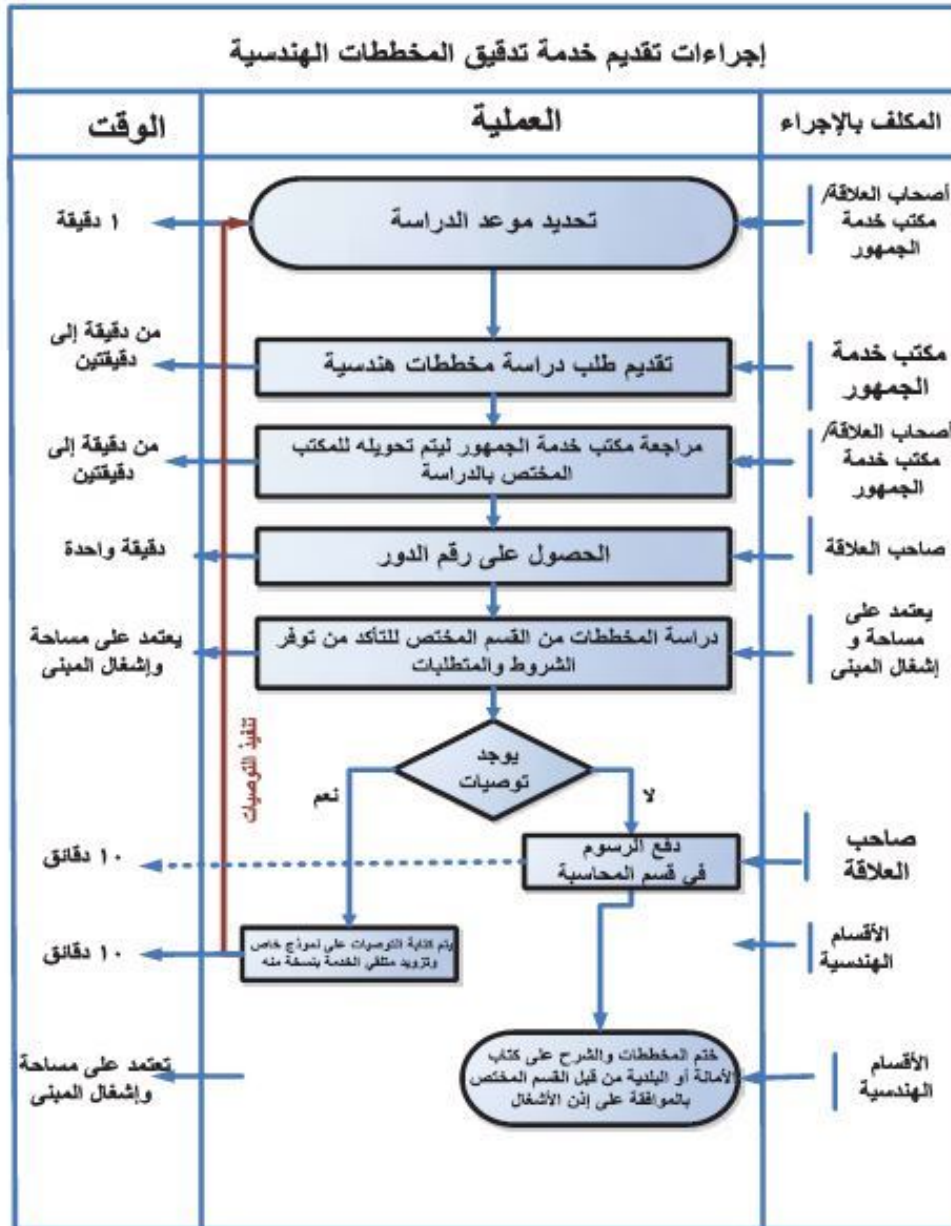 إجراءات تقديم خدمة تدقيق المخططات الهندسية
المكلف بالإجراء
العملية
الوقت
أصحاب العلاقة/
مكتب خدمة
الجمهور
تحديد موعد الدراسة
١ دقيقة
مكتب خدمة
الجمهور
تقديم طلب دراسة مخططات هندسية
من دقيقة إلى
دقيقتين
أصحاب العلاقة/
مكتب خدمة
الجمهور
مراجعة مكتب خدمة الجمهور ليتم تحويله للمكتب
المختص بالدراسة
من دقيقة إلى
دقيقتين
صاحب العلاقة
الحصول على رقم الدور
دقيقة واحدة
يعتمد على
مساحة و
إشغال المبنى
دراسة المخططات من القسم المختص للتأكد من توفر
الشروط والمتطلبات
يعتمد على مساحة
وإشغال المبنى
يوجد
توصيات
لا
نعم
تنفيذ التوصيات
صاحب
العلاقة
دفع الرسوم
في قسم المحاسبة
١٠ دقائق
الأقسام
الهندسية
يتم كتابة التوصيات على نموذج خاص
وتزويد متلقي الخدمة بنسخة منه
١٠ دقائق
الأقسام
الهندسية
ختم المخططات والشرح على كتاب
الأمانة أو البلدية من قبل القسم المختص
بالموافقة على إذن الأشغال
تعتمد على مساحة
وإشغال المبنى